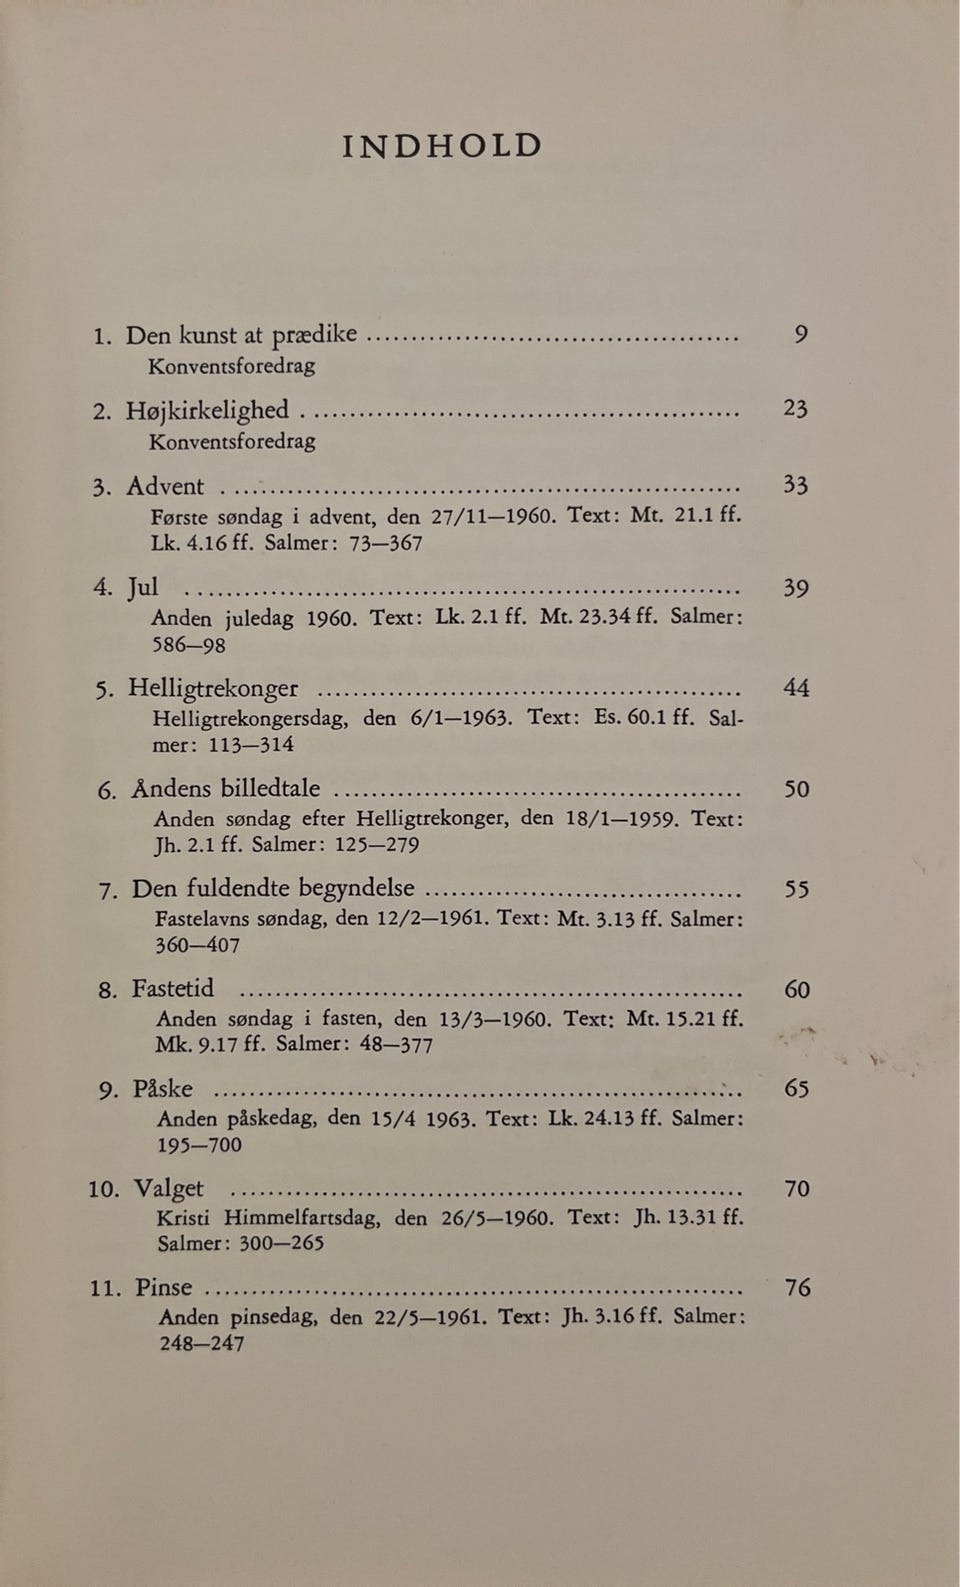 INDHOLD
1. Den kunst at prædike ........................................ 9
Konventsforedrag
2. Højkirkelighed ........................................ 23
Konventsforedrag
3. Advent ........................................ 33
Første søndag i advent, den 27/11—1960. Text: Mt. 21.1 ff.
Lk. 4.16 ff. Salmer: 73—367
4. Jul ........................................ 39
Anden juledag 1960. Text: Lk. 2.1 ff. Mt. 23.34 ff. Salmer:
586—98
5. Helligtrekonger ........................................ 44
Helligtrekongersdag, den 6/1—1963. Text: Es. 60.1 ff. Sal-
mer: 113—314
6. Åndens billedtale ........................................ 50
Anden søndag efter Helligtrekonger, den 18/1—1959. Text:
Jh. 2.1 ff. Salmer: 125—279
7. Den fuldendte begyndelse ........................................ 55
Fastelavns søndag, den 12/2—1961. Text: Mt. 3.13 ff. Salmer:
360—407
8. Fastetid ........................................ 60
Anden søndag i fasten, den 13/3—1960. Text: Mt. 15.21 ff.
Mk. 9.17 ff. Salmer: 48—377
9. Påske ........................................ 65
Anden påskedag, den 15/4 1963. Text: Lk. 24.13 ff. Salmer:
195—700
10. Valget ........................................ 70
Kristi Himmelfartsdag, den 26/5—1960. Text: Jh. 13.31 ff.
Salmer: 300—265
11. Pinse ........................................ 76
Anden pinsedag, den 22/5—1961. Text: Jh. 3.16 ff. Salmer:
248—247